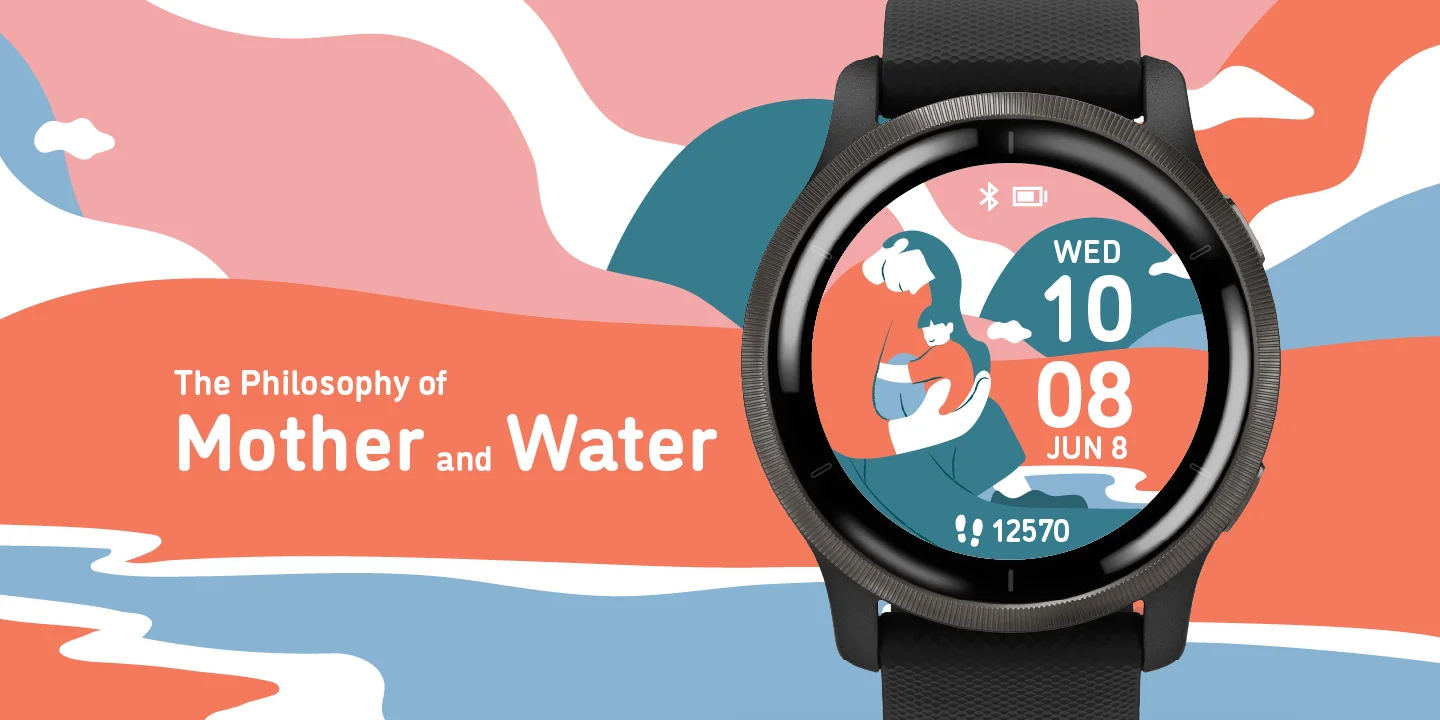 The Philosophy of
Mother and Water
WED
10
08
JUN 8
12570